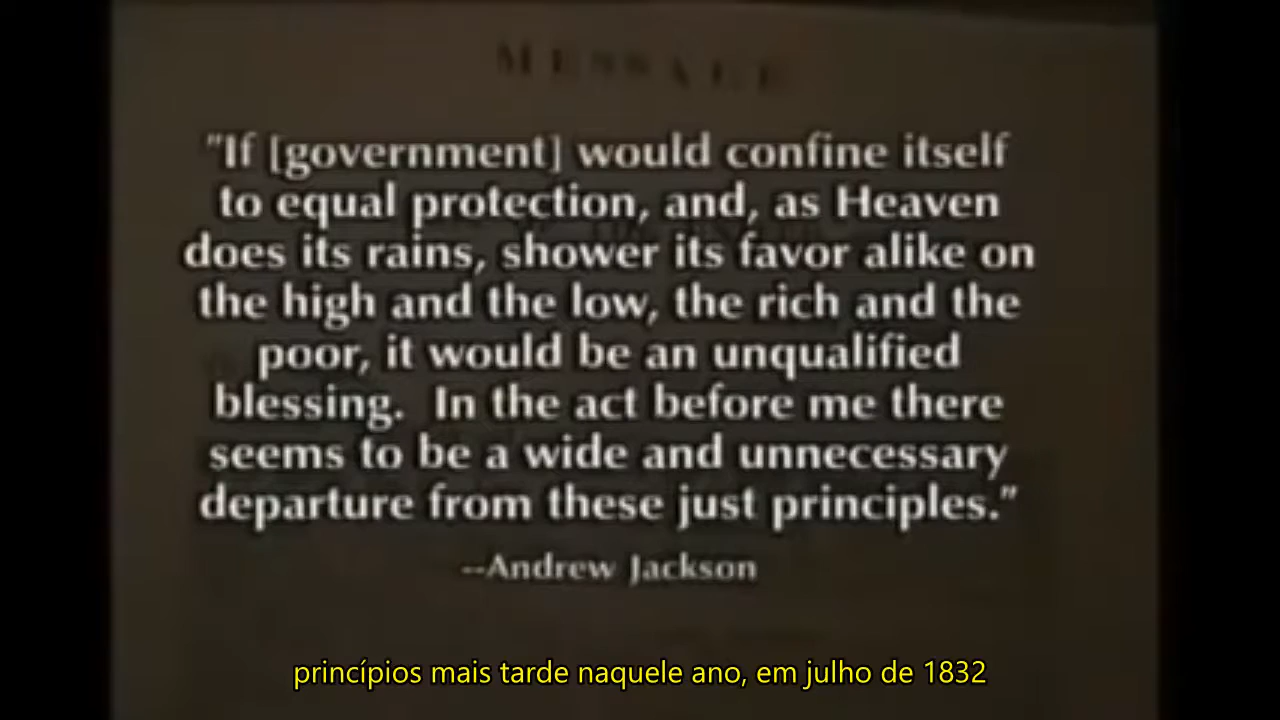 MESSAGE
"If [government] would confine itself
to equal protection, and, as Heaven
does its rains, shower its favor alike on
the high and the low, the rich and the
poor, it would be an unqualified
blessing. In the act before me there
seems to be a wide and unnecessary
departure from these just principles."
--Andrew Jackson
princípios mais tarde naquele ano, em julho de 1832